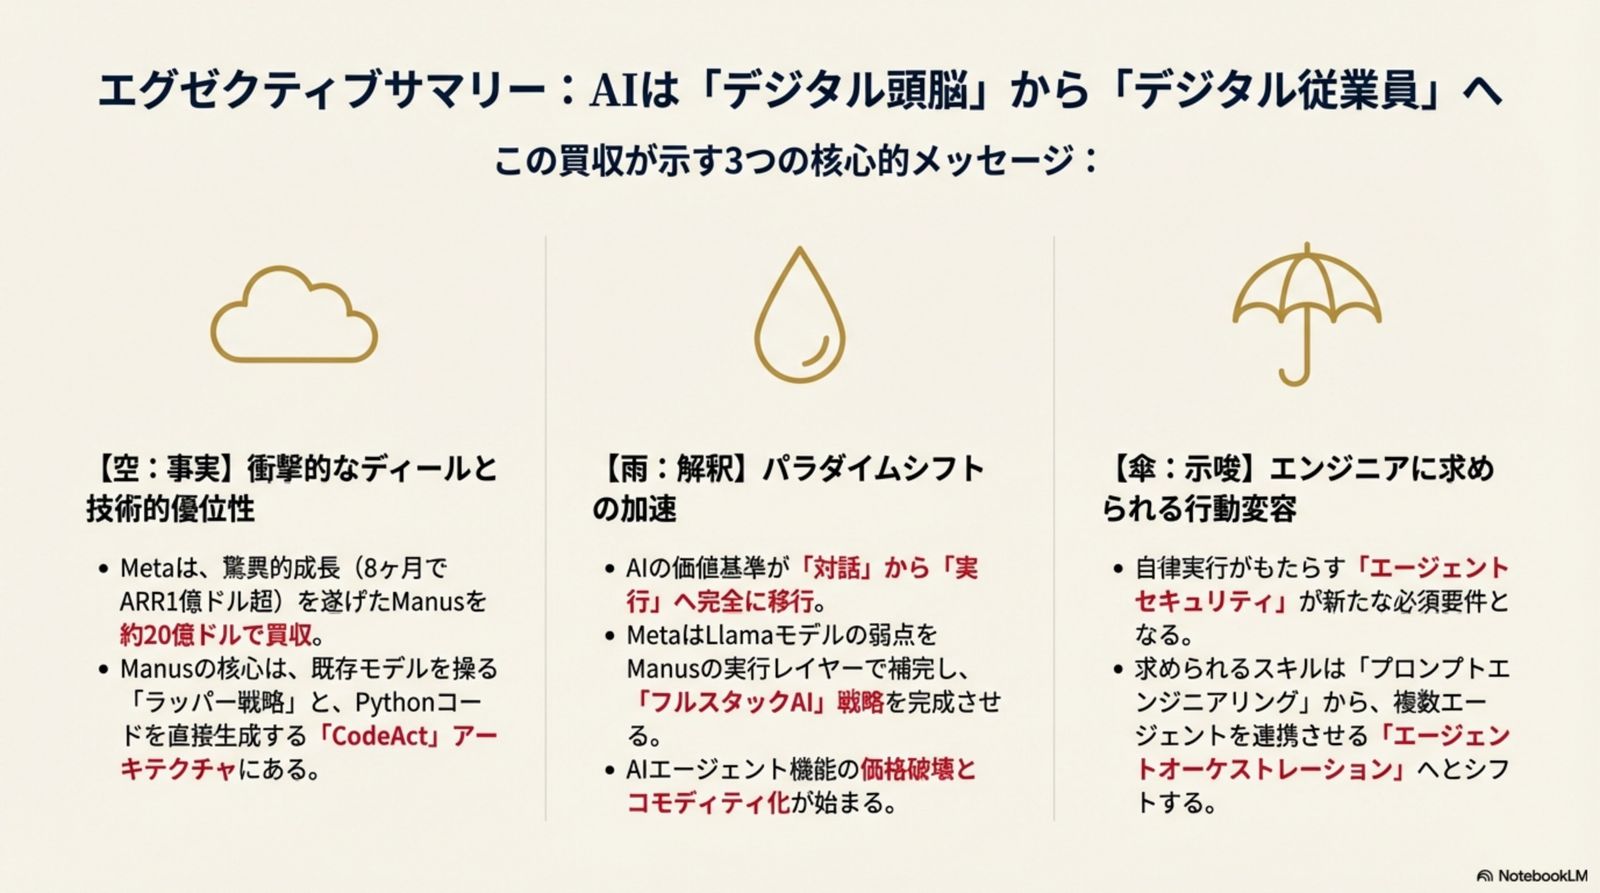 エグゼクティブサマリー：AIは「デジタル頭脳」から「デジタル従業員」へ
この買収が示す3つの核心的メッセージ：
【空：事実】衝撃的なディールと
技術的優位性
• Metaは、驚異的成長（8ヶ月で
ARR1億ドル超）を遂げたManusを
約20億ドルで買収。
• Manusの核心は、既存モデルを操る
「ラッパー戦略」と、Pythonコー
ドを直接生成する「CodeAct」アー
キテクチャにある。
【雨：解釈】パラダイムシフト
の加速
• AIの価値基準が「対話」から「実
行」へ完全に移行。
• MetaはLlamaモデルの弱点を
Manusの実行レイヤーで補完し、
「フルスタックAI」戦略を完成させ
る。
• AIエージェント機能の価格破壊と
コモディティ化が始まる。
【傘：示唆】エンジニアに求め
られる行動変容
• 自律実行がもたらす「エージェント
セキュリティ」が新たな必須要件と
なる。
• 求められるスキルは「プロンプトエ
ンジニアリング」から、複数エー
ジェントを連携させる「エージェン
トオーケストレーション」へとシフ
トする。
NotebookLM